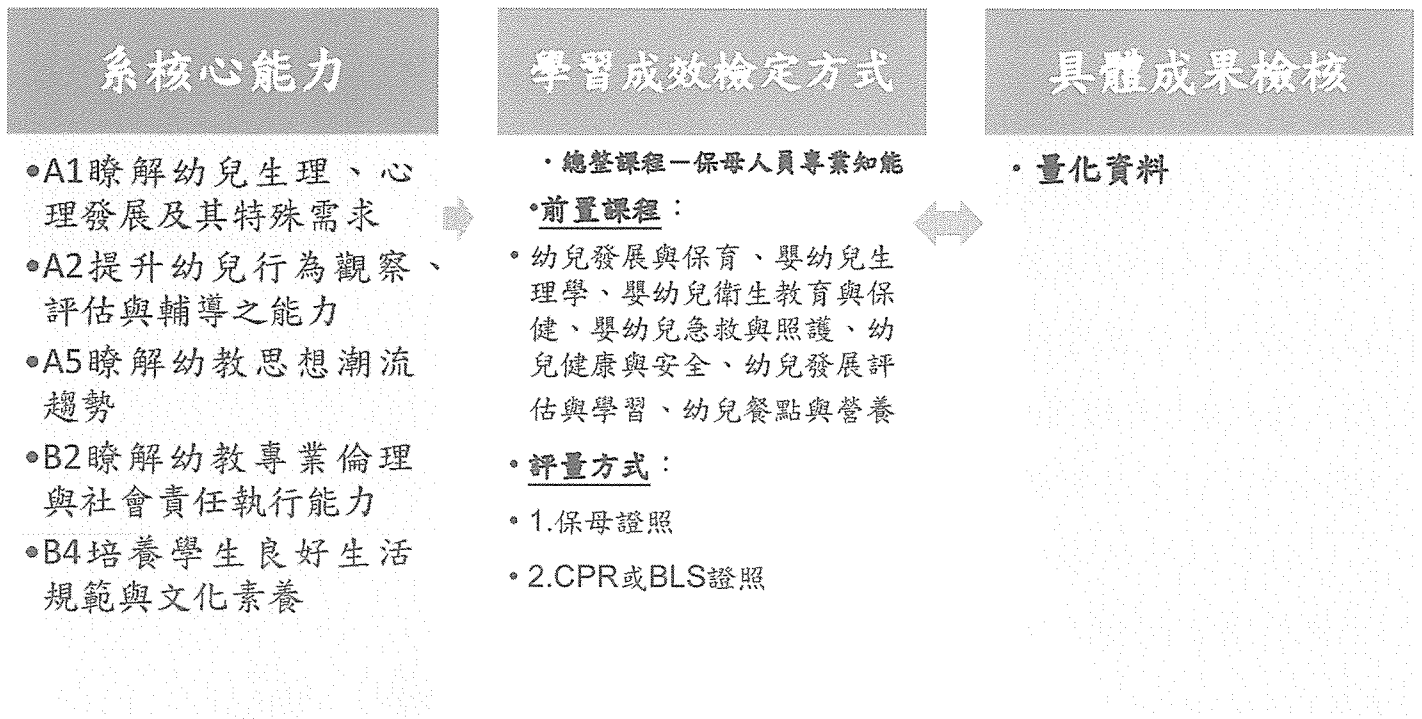 系核心能力
•A1瞭解幼兒生理、心
理發展及其特殊需求
•A2提升幼兒行為觀察、
評估與輔導之能力
•A5瞭解幼教思想潮流
趨勢
•B2瞭解幼教專業倫理
與社會責任執行能力
•B4培養學生良好生活
規範與文化素養
學習成效檢定方式
•總整課程－保母人員專業知能
•前置課程：
•幼兒發展與保育、嬰幼兒生
理學、嬰幼兒衛生教育與保
健、嬰幼兒急救與照護、幼
兒健康與安全、幼兒發展評
估與學習、幼兒餐點與營養
•評量方式：
•1.保母證照
•2.CPR或BLS證照
具體成果檢核
•量化資料